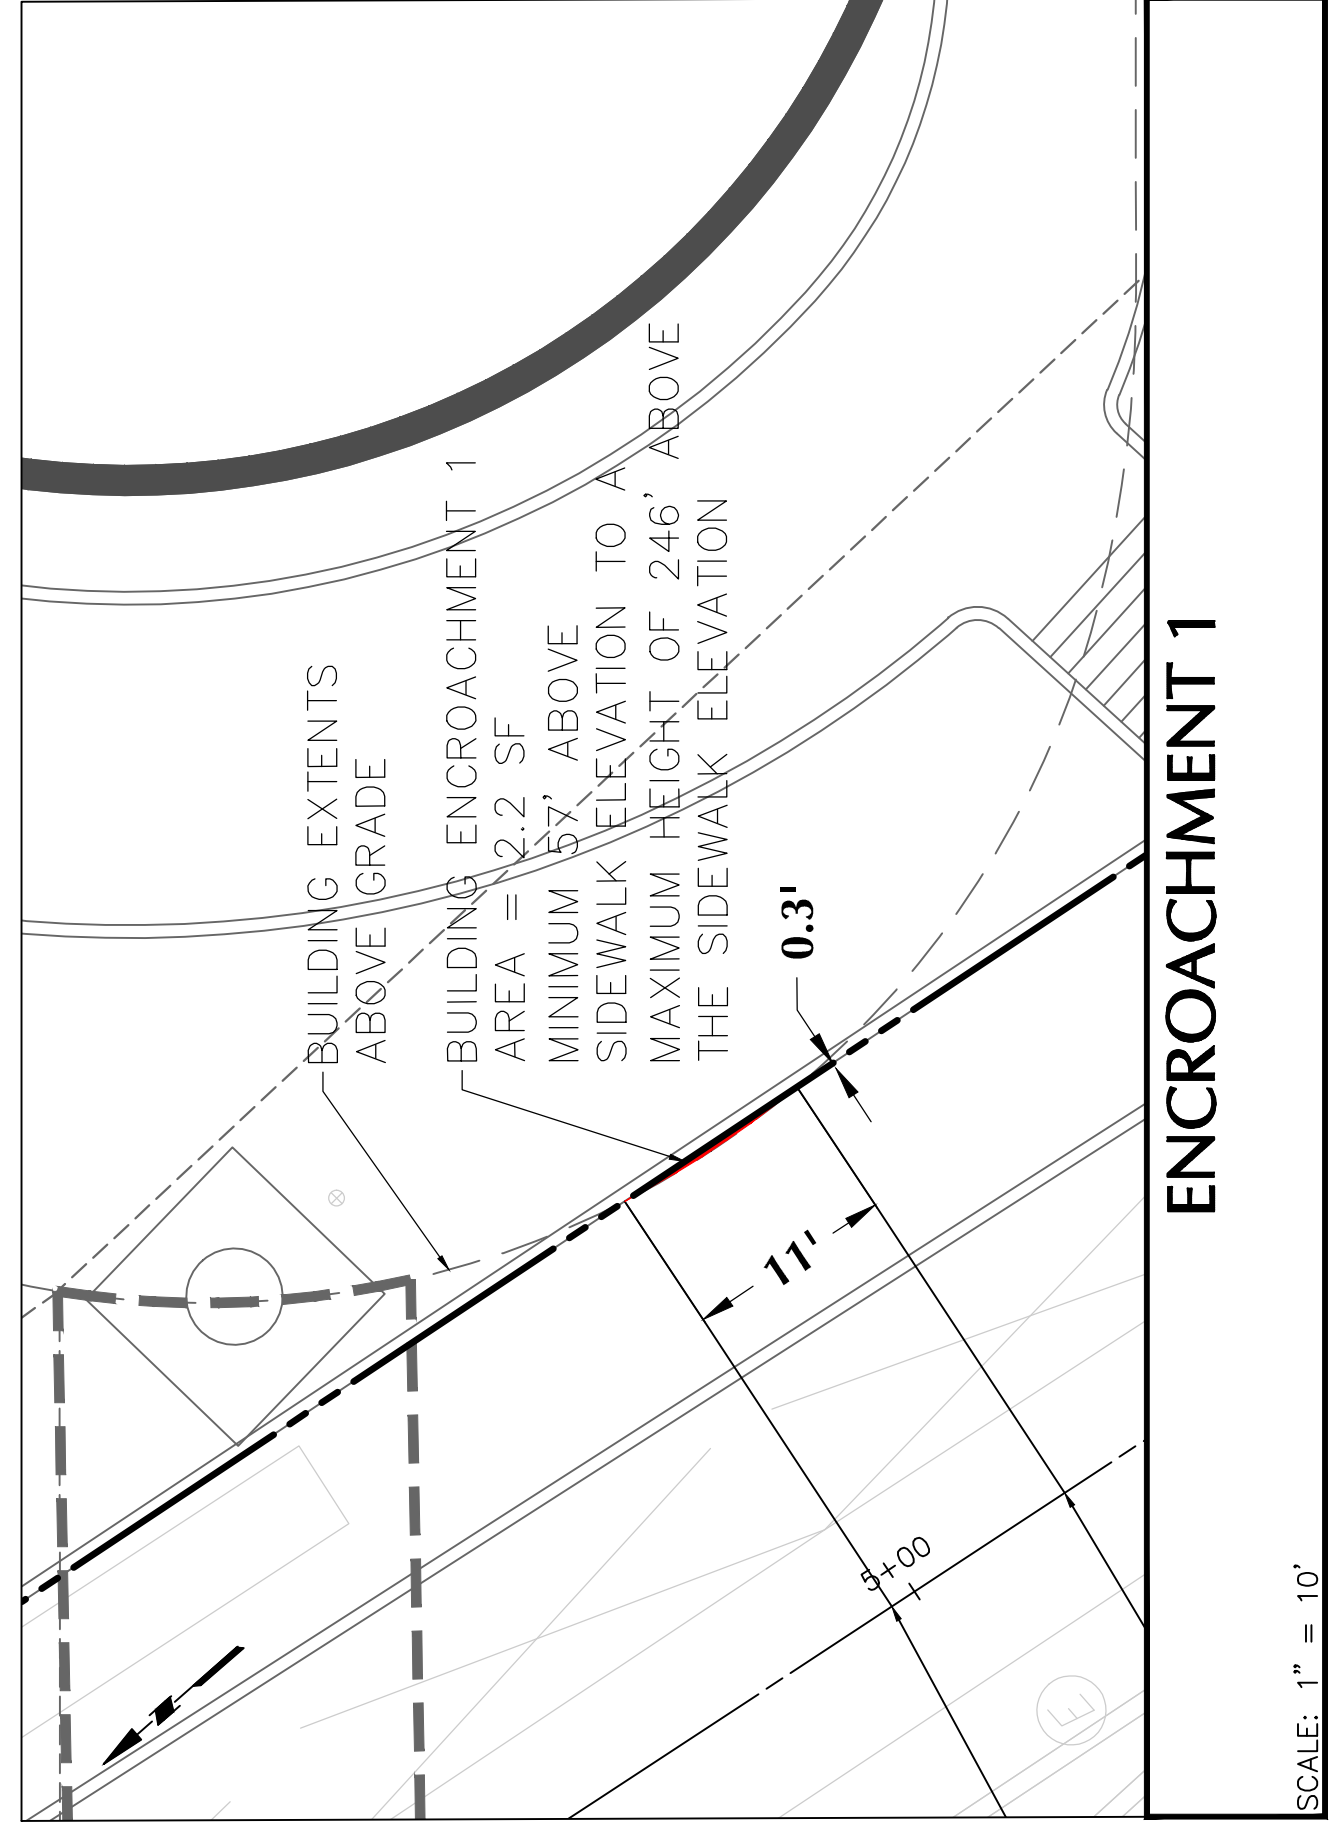 BUILDING EXTENTS
ABOVE GRADE
BUILDING ENCROACHMENT 1
AREA = 2.2 SF
MINIMUM 57' ABOVE
SIDEWALK ELEVATION TO A
MAXIMUM HEIGHT OF 246' ABOVE
THE SIDEWALK ELEVATION
0.3'
11'
5+00
E
ENCROACHMENT 1
SCALE: 1" = 10'